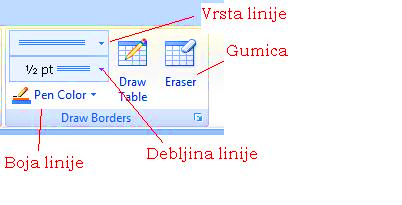 Vrsta linije
Gumica
½ pt
Draw Table
Eraser
Pen Color
Draw Borders
Boja linije
Debljina linije